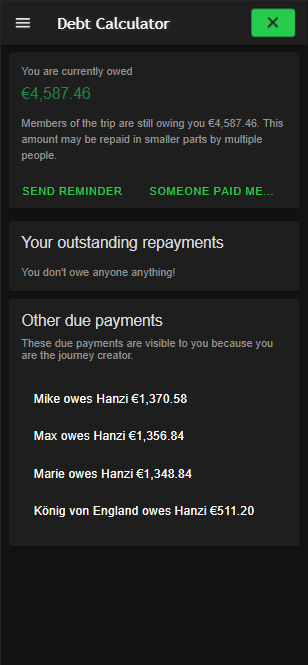 Debt Calculator
You are currently owed
€4,587.46
Members of the trip are still owing you €4,587.46. This
amount may be repaid in smaller parts by multiple
people.
SEND REMINDER SOMEONE PAID ME...
Your outstanding repayments
You don't owe anyone anything!
Other due payments
These due payments are visible to you because you
are the journey creator.
Mike owes Hanzi €1,370.58
Max owes Hanzi €1,356.84
Marie owes Hanzi €1,348.84
König von England owes Hanzi €511.20